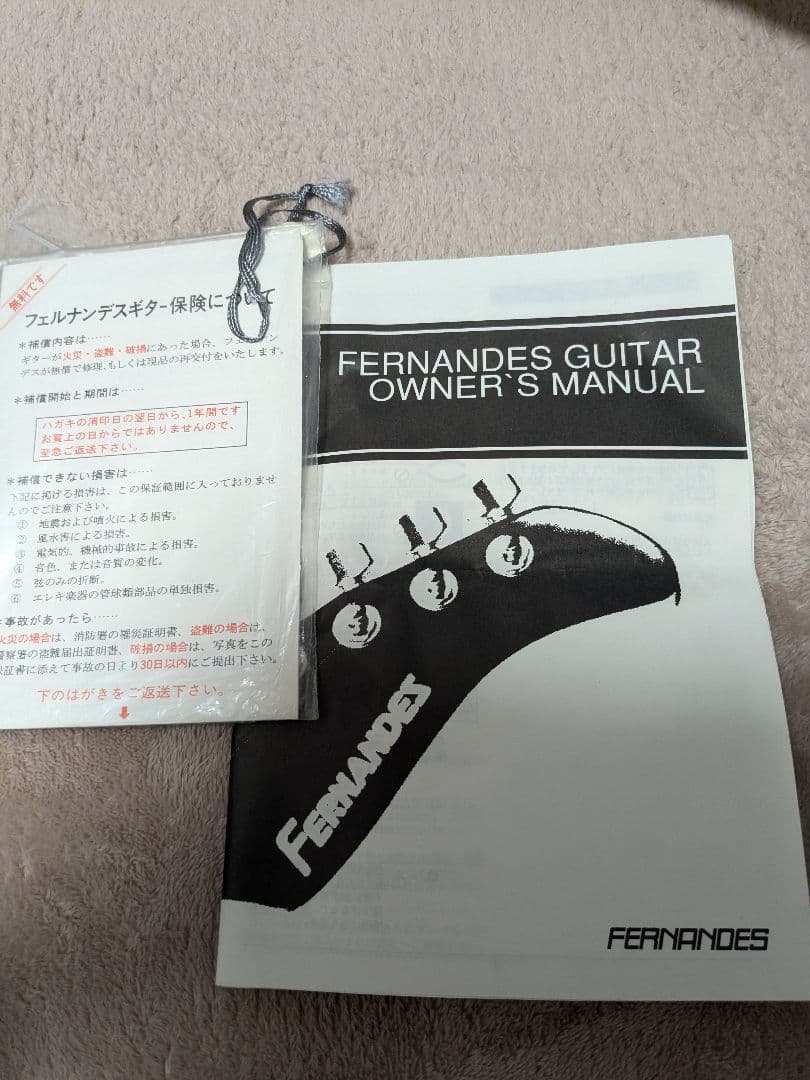 無料です
フェルナンデスギター保険について
*補償内容は……
ギターが火災・盗難・破損にあった場合、フェルナン
デスが無償で修理、もしくは現品の再交付をいたします。
*補償開始と期間は……
ハガキの消印日の翌日から、1年間です
お買上の日からではありませんので、
至急ご返送下さい。
*補償できない損害は……
下記に掲げる損害は、この保証範囲に入っておりませ
んのでご注意下さい。
① 地震および噴火による損害。
② 風水害による損害。
③ 電気的、機械的事故による損害。
④ 音色、または音質の変化。
⑤ 弦のみの折断。
⑥ エレキ楽器の管球類部品の単独損害。
*事故があったら……
火災の場合は、消防署の罹災証明書、盗難の場合は、
警察署の盗難届出証明書、破損の場合は、写真をこの
保証書に添えて事故の日より30日以内にご提出下さい。
下のはがきをご返送下さい。
FERNANDES GUITAR
OWNER`S MANUAL
FERNANDES
FERNANDES